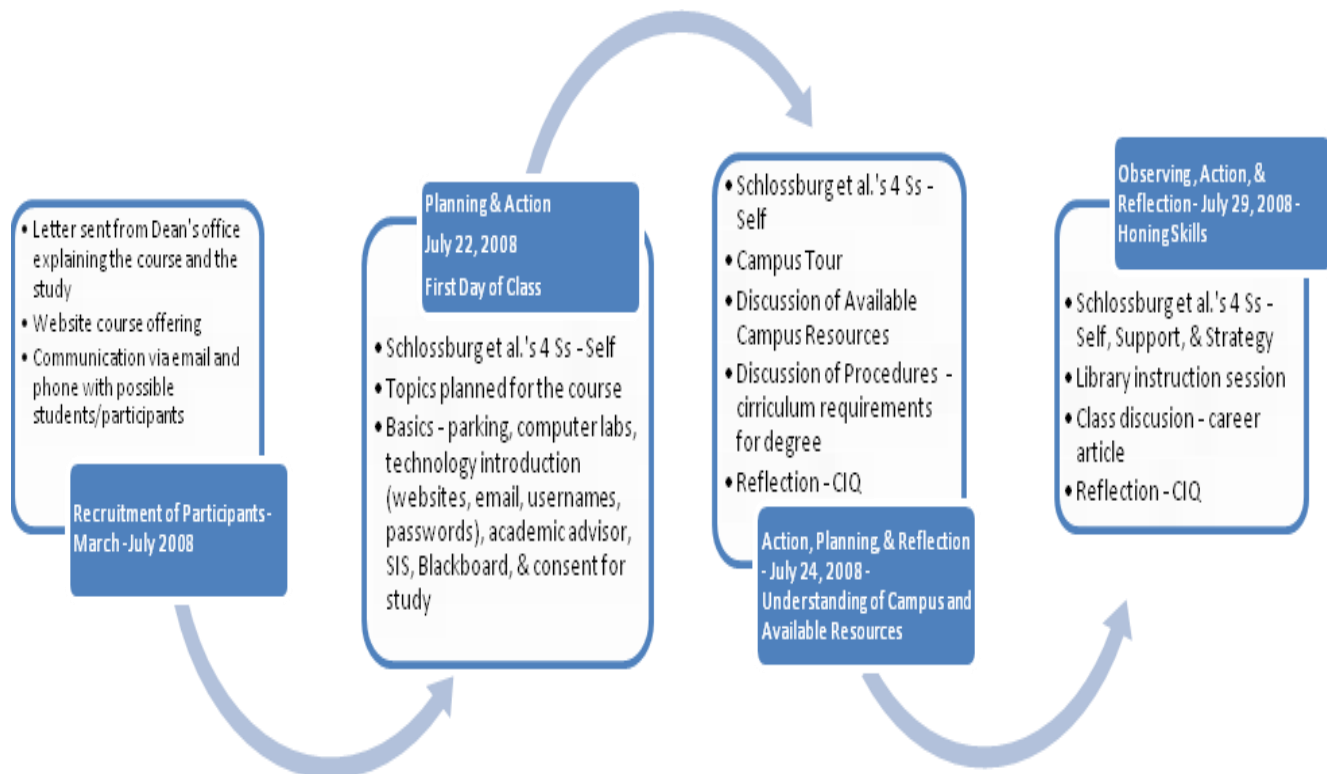 • Letter sent from Dean's office
explaining the course and the
study
• Website course offering
• Communication via email and
phone with possible
students/participants
Recruitment of Participants-
March -July 2008
Planning & Action
July 22, 2008
First Day of Class
• Schlossburg et al.'s 4 Ss - Self
• Topics planned for the course
• Basics - parking, computer labs,
technology introduction
(websites, email, usernames,
passwords), academic advisor,
SIS, Blackboard, & consent for
study
• Schlossburg et al.'s 4 Ss -
Self
• Campus Tour
• Discussion of Available
Campus Resources
• Discussion of Procedures -
cirriculum requirements
for degree
• Reflection - CIQ
Action, Planning, & Reflection
- July 24, 2008 -
Understanding of Campus and
Available Resources
Observing, Action, &
Reflection- July 29, 2008 -
Honing Skills
• Schlossburg et al.'s 4 Ss -
Self, Support, & Strategy
• Library instruction session
• Class discusion - career
article
• Reflection - CIQ